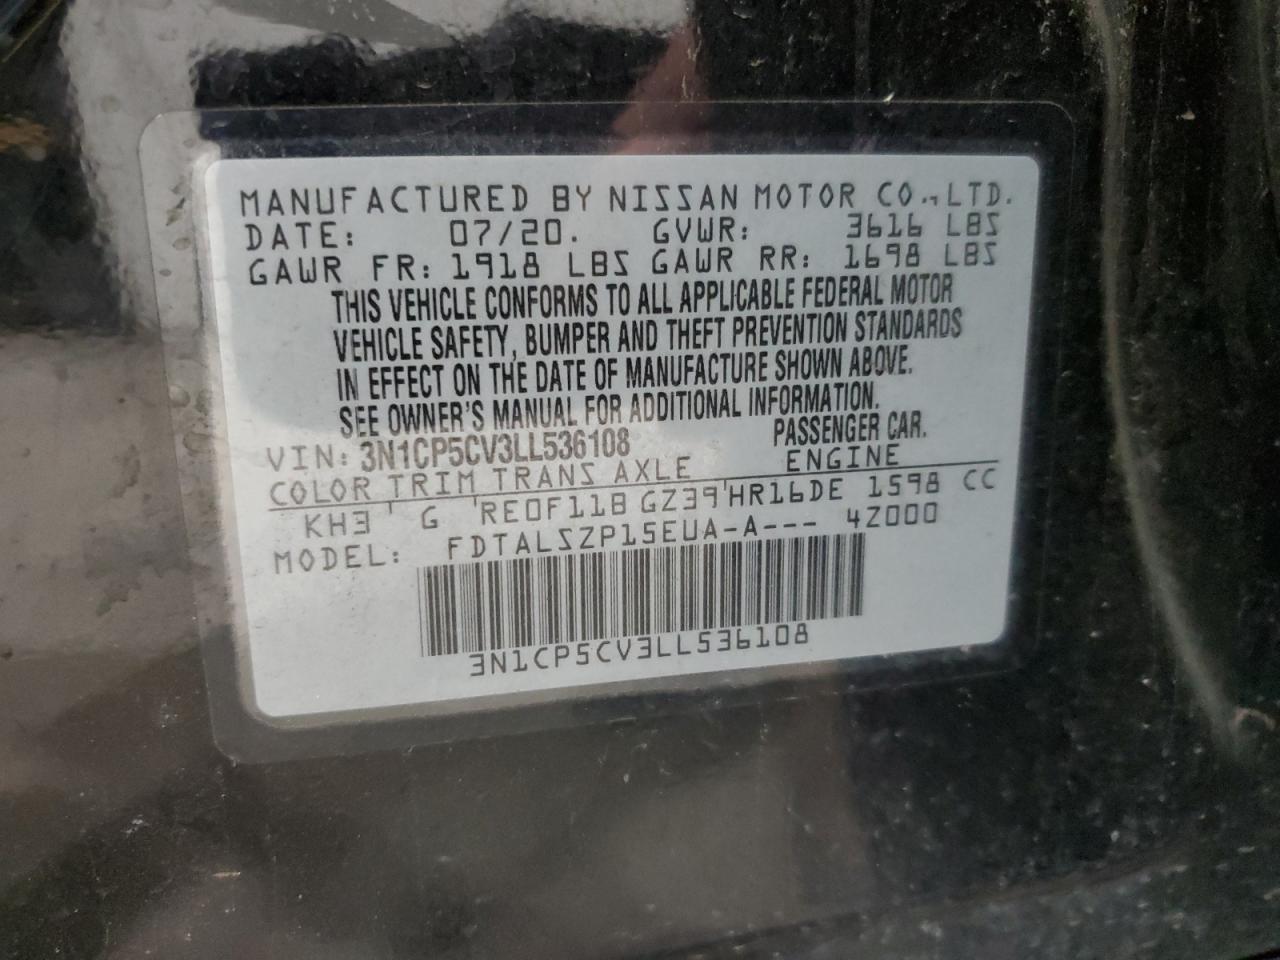 MANUFACTURED BY NISSAN MOTOR CO., LTD.
DATE: 07/20. GVWR: 3616 LBS
GAWR FR: 1918 LBS GAWR RR: 1698 LBS
THIS VEHICLE CONFORMS TO ALL APPLICABLE FEDERAL MOTOR
VEHICLE SAFETY, BUMPER AND THEFT PREVENTION STANDARDS
IN EFFECT ON THE DATE OF MANUFACTURE SHOWN ABOVE.
SEE OWNER'S MANUAL FOR ADDITIONAL INFORMATION.
VIN: 3N1CP5CV3LL536108 PASSENGER CAR.
COLOR TRIM TRANS AXLE ENGINE
KH3 ' G 'RE0F11B GZ39'HR16DE 1598 CC
MODEL: FDTALSZP15EUA-A--- 4Z000
3N1CP5CV3LL536108